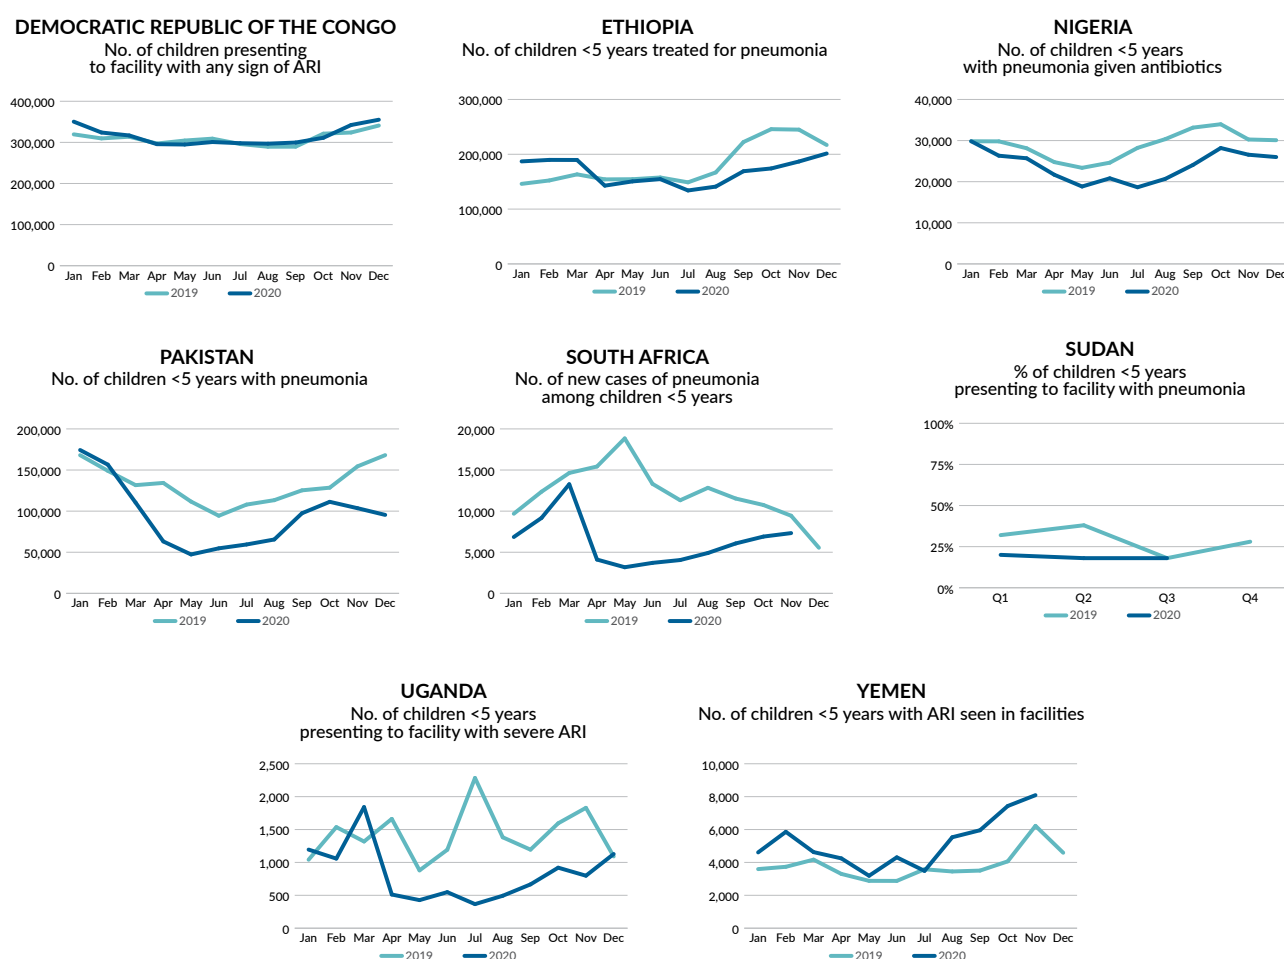 DEMOCRATIC REPUBLIC OF THE CONGO
No. of children presenting
to facility with any sign of ARI
400,000
300,000
200,000
100,000
0
Jan Feb Mar Apr May Jun Jul Aug Sep Oct Nov Dec
2019 2020
ETHIOPIA
No. of children <5 years treated for pneumonia
300,000
200,000
100,000
0
Jan Feb Mar Apr May Jun Jul Aug Sep Oct Nov Dec
2019 2020
NIGERIA
No. of children <5 years
with pneumonia given antibiotics
40,000
30,000
20,000
10,000
0
Jan Feb Mar Apr May Jun Jul Aug Sep Oct Nov Dec
2019 2020
PAKISTAN
No. of children <5 years with pneumonia
200,000
150,000
100,000
50,000
0
Jan Feb Mar Apr May Jun Jul Aug Sep Oct Nov Dec
2019 2020
SOUTH AFRICA
No. of new cases of pneumonia
among children <5 years
20,000
15,000
10,000
5,000
0
Jan Feb Mar Apr May Jun Jul Aug Sep Oct Nov Dec
2019 2020
SUDAN
% of children <5 years
presenting to facility with pneumonia
100%
75%
50%
25%
0%
Q1 Q2 Q3 Q4
2019 2020
UGANDA
No. of children <5 years
presenting to facility with severe ARI
2,500
2,000
1,500
1,000
500
0
Jan Feb Mar Apr May Jun Jul Aug Sep Oct Nov Dec
2019 2020
YEMEN
No. of children <5 years with ARI seen in facilities
10,000
8,000
6,000
4,000
2,000
0
Jan Feb Mar Apr May Jun Jul Aug Sep Oct Nov Dec
2019 2020